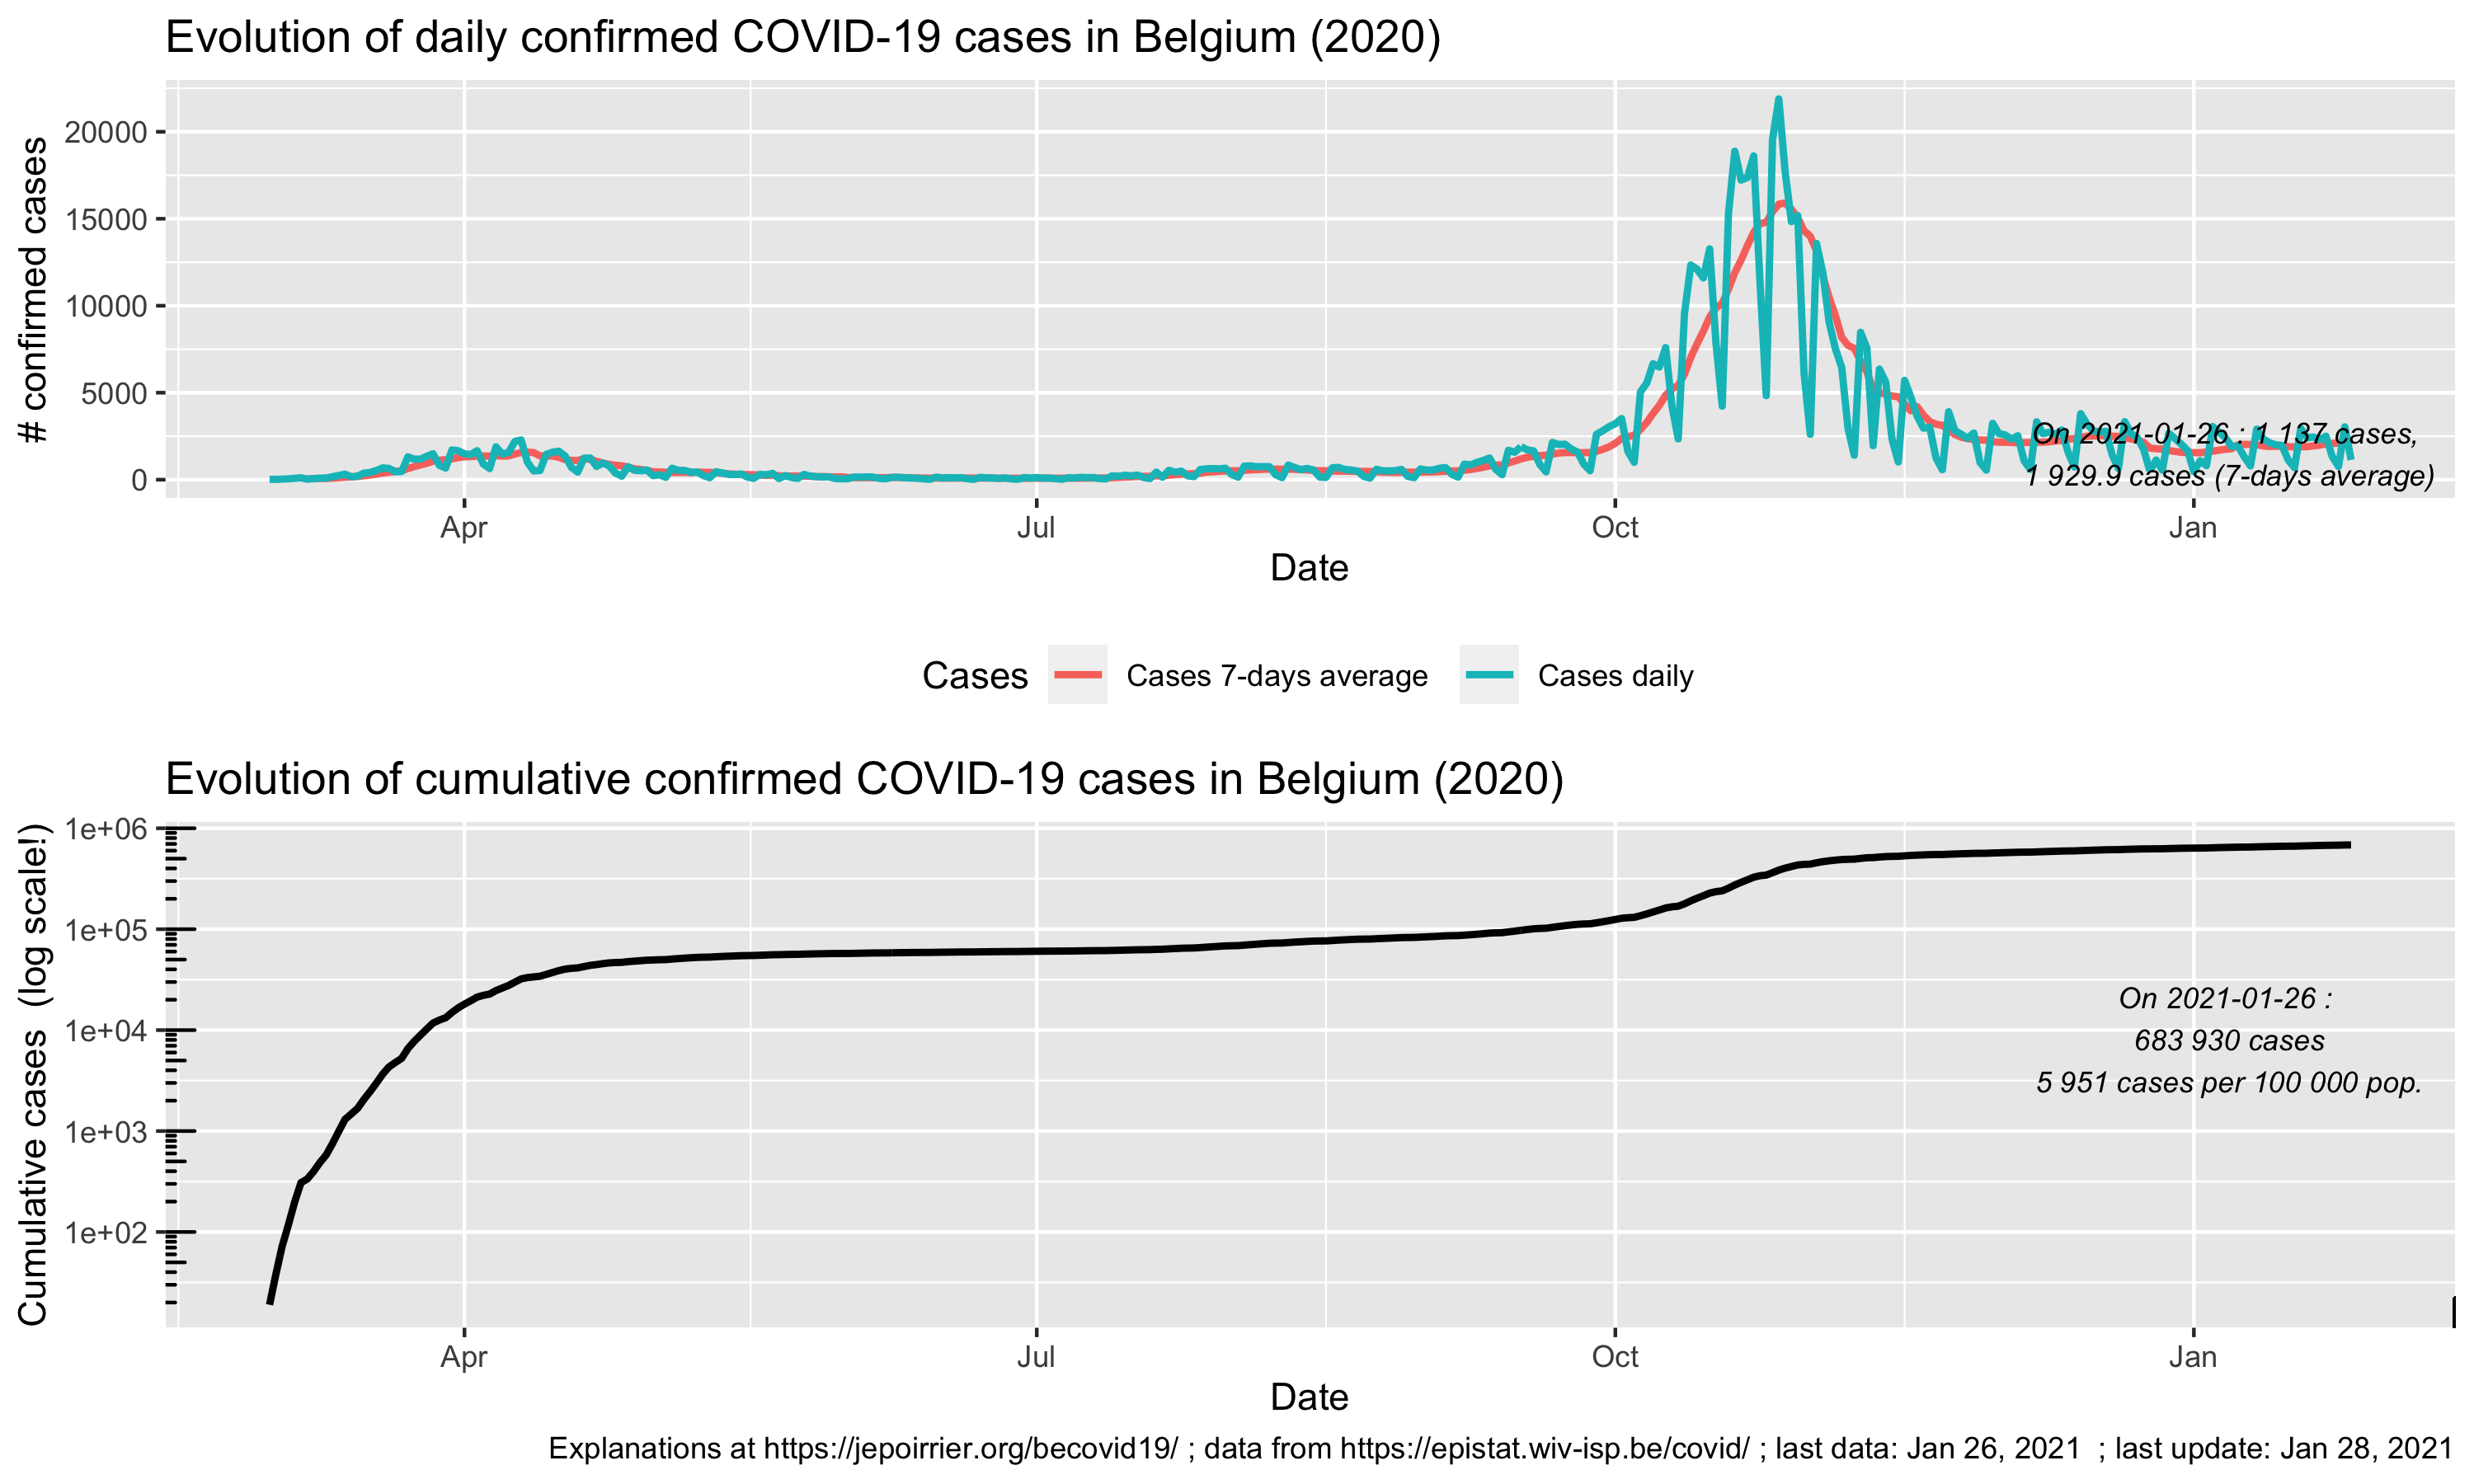 Evolution of daily confirmed COVID-19 cases in Belgium (2020)
# confirmed cases
20000
15000
10000
5000
0
On 2021-01-26 : 1 137 cases,
1 929.9 cases (7-days average)
Apr Jul Oct Jan
Date
Cases Cases 7-days average Cases daily
Evolution of cumulative confirmed COVID-19 cases in Belgium (2020)
Cumulative cases (log scale!)
1e+06
1e+05
1e+04
1e+03
1e+02
On 2021-01-26 :
683 930 cases
5 951 cases per 100 000 pop.
Apr Jul Oct Jan
Date
Explanations at https://jepoirrier.org/becovid19/ ; data from https://epistat.wiv-isp.be/covid/ ; last data: Jan 26, 2021 ; last update: Jan 28, 2021